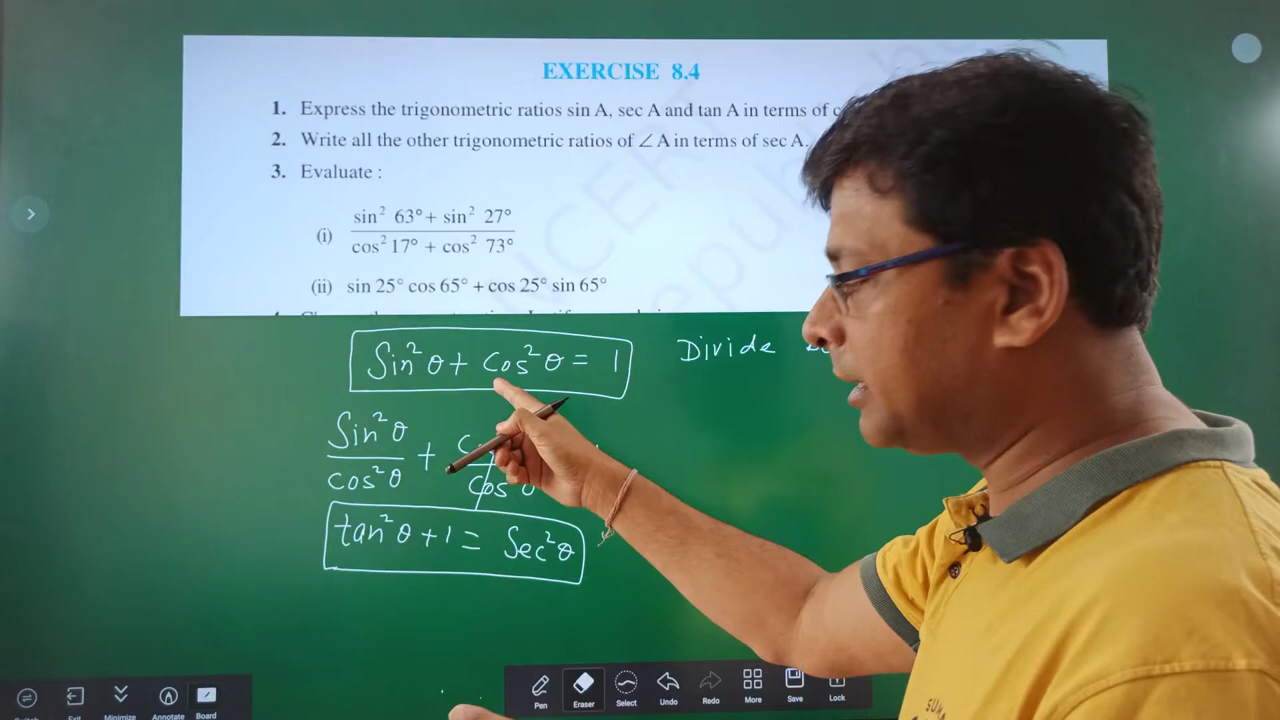 EXERCISE 8.4
1. Express the trigonometric ratios sin A, sec A and tan A in terms of
2. Write all the other trigonometric ratios of ∠A in terms of sec A.
3. Evaluate :
(i) sin² 63° + sin² 27°
cos² 17° + cos² 73°
(ii) sin 25° cos 65° + cos 25° sin 65°
Sin²θ + cos²θ = 1 Divide
Sin²θ +
cos²θ
tan²θ + 1 = Sec²θ
Minimize Annotate Board Pen Eraser Select Undo Redo More Save Lock
NCERT